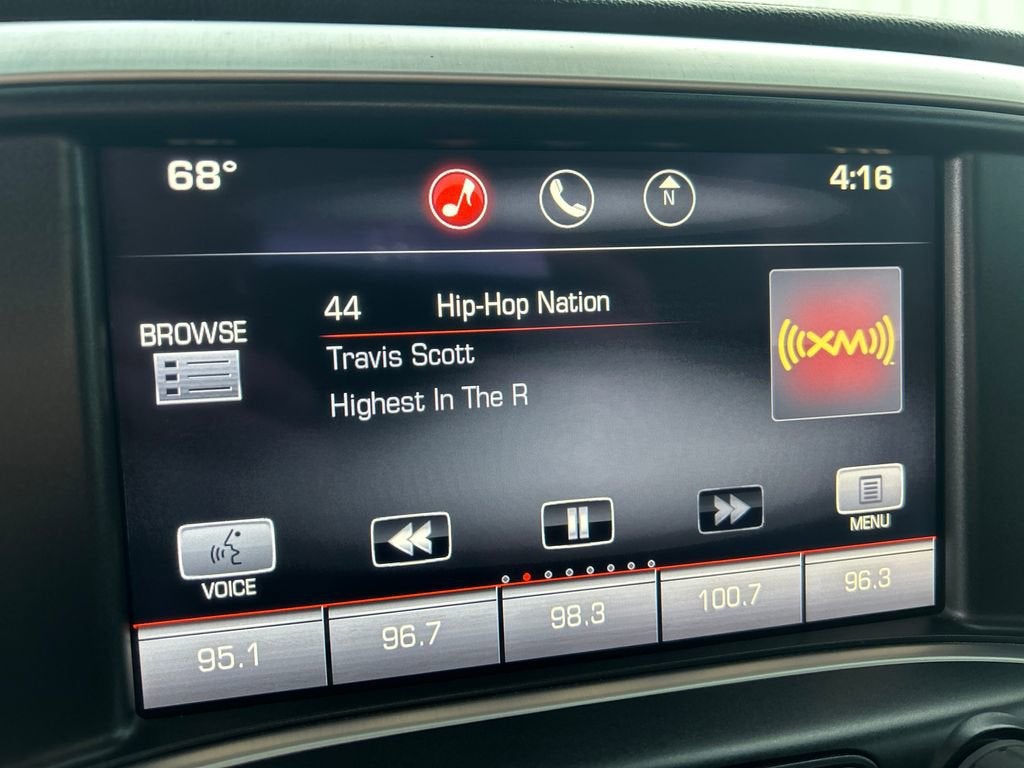 68°
N
4:16
44 Hip-Hop Nation
BROWSE
Travis Scott
Highest In The R
((XM))
VOICE
MENU
95.1
96.7
98.3
100.7
96.3